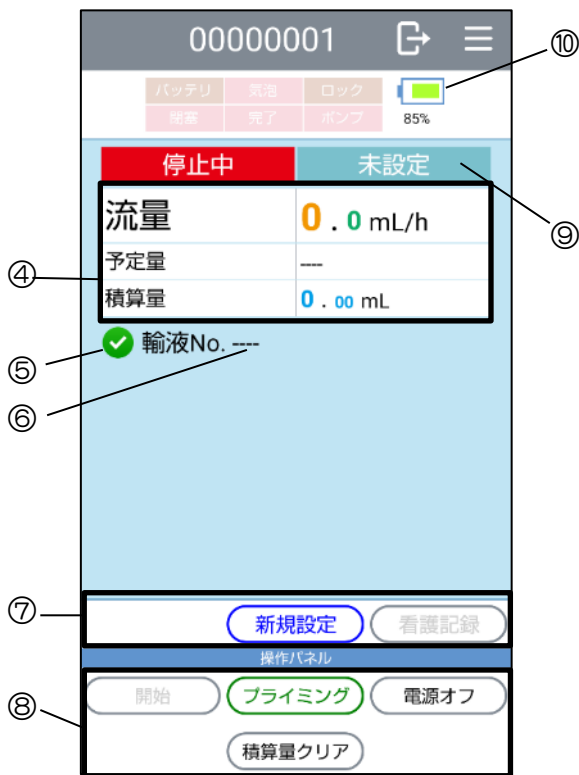 00000001
⑩
バッテリ 気泡 ロック
閉塞 完了 ポンプ 85%
停止中 未設定
⑨
流量 0.0 mL/h
④
予定量 ----
積算量 0.00 mL
⑤
輸液No. ----
⑥
⑦
新規設定 看護記録
操作パネル
⑧
開始 プライミング 電源オフ
積算量クリア